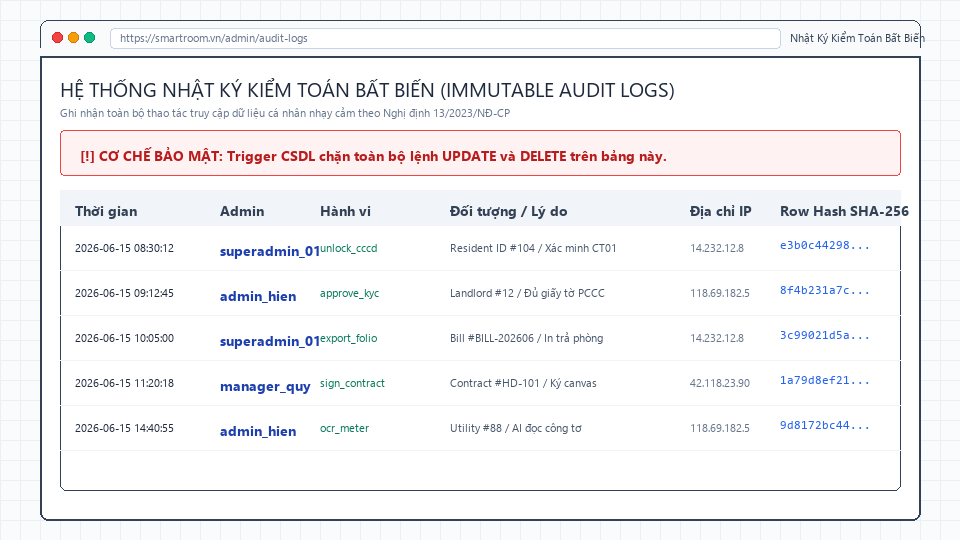 https://smartroom.vn/admin/audit-logs
Nhật Ký Kiểm Toán Bất Biến
HỆ THỐNG NHẬT KÝ KIỂM TOÁN BẤT BIẾN (IMMUTABLE AUDIT LOGS)
Ghi nhận toàn bộ thao tác truy cập dữ liệu cá nhân nhạy cảm theo Nghị định 13/2023/NĐ-CP
[!] CƠ CHẾ BẢO MẬT: Trigger CSDL chặn toàn bộ lệnh UPDATE và DELETE trên bảng này.
Thời gian Admin Hành vi Đối tượng / Lý do Địa chỉ IP Row Hash SHA-256
2026-06-15 08:30:12 superadmin_01 unlock_cccd Resident ID #104 / Xác minh CT01 14.232.12.8 e3b0c44298...
2026-06-15 09:12:45 admin_hien approve_kyc Landlord #12 / Đủ giấy tờ PCCC 118.69.182.5 8f4b231a7c...
2026-06-15 10:05:00 superadmin_01 export_folio Bill #BILL-202606 / In trả phòng 14.232.12.8 3c99021d5a...
2026-06-15 11:20:18 manager_quy sign_contract Contract #HD-101 / Ký canvas 42.118.23.90 1a79d8ef21...
2026-06-15 14:40:55 admin_hien ocr_meter Utility #88 / AI đọc công tơ 118.69.182.5 9d8172bc44...